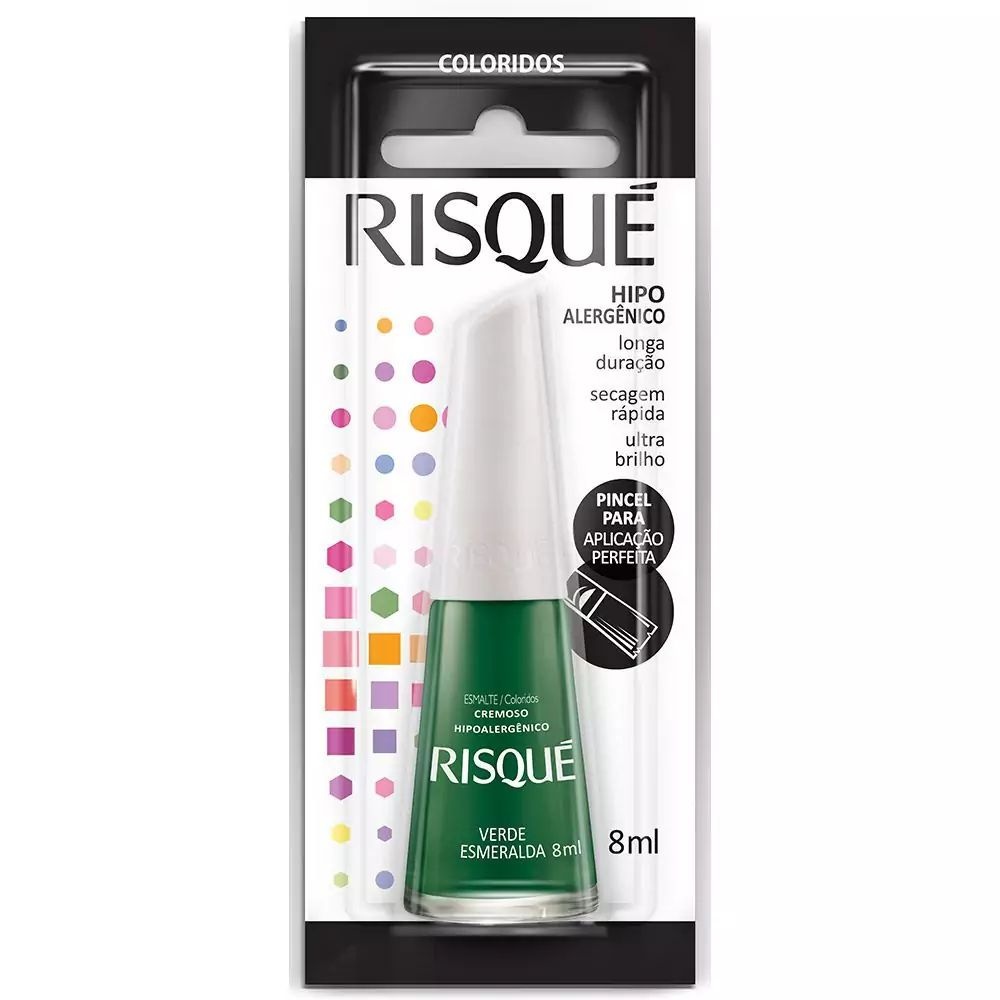 COLORIDOS
RISQUÉ
HIPO
ALERGÊNICO
longa
duração
secagem
rápida
ultra
brilho
PINCEL
PARA
APLICAÇÃO
PERFEITA
RISQUÉ
ESMALTE / Coloridos
CREMOSO
HIPOALERGÊNICO
RISQUÉ
VERDE
ESMERALDA 8ml
8ml